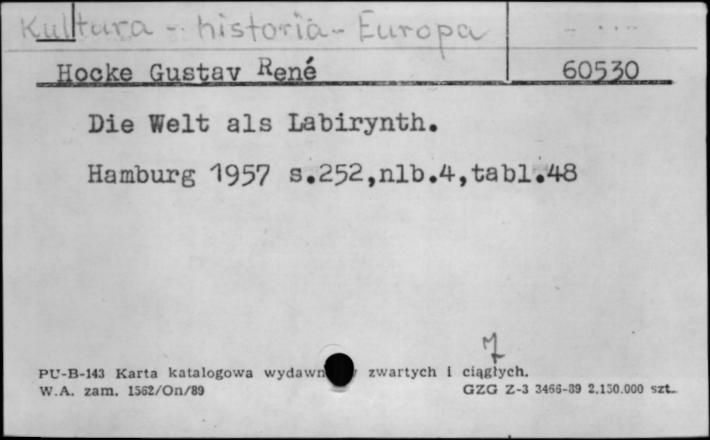 Kultura - historia - Europa
Hocke Gustav René 60530
Die Welt als Labirynth.
Hamburg 1957 s.252,nlb.4,tabl.48
PU-B-143 Karta katalogowa wydawn zwartych i ciągłych.
W.A. zam. 1562/On/89 GZG Z-3 3466-89 2.150.000 szt.